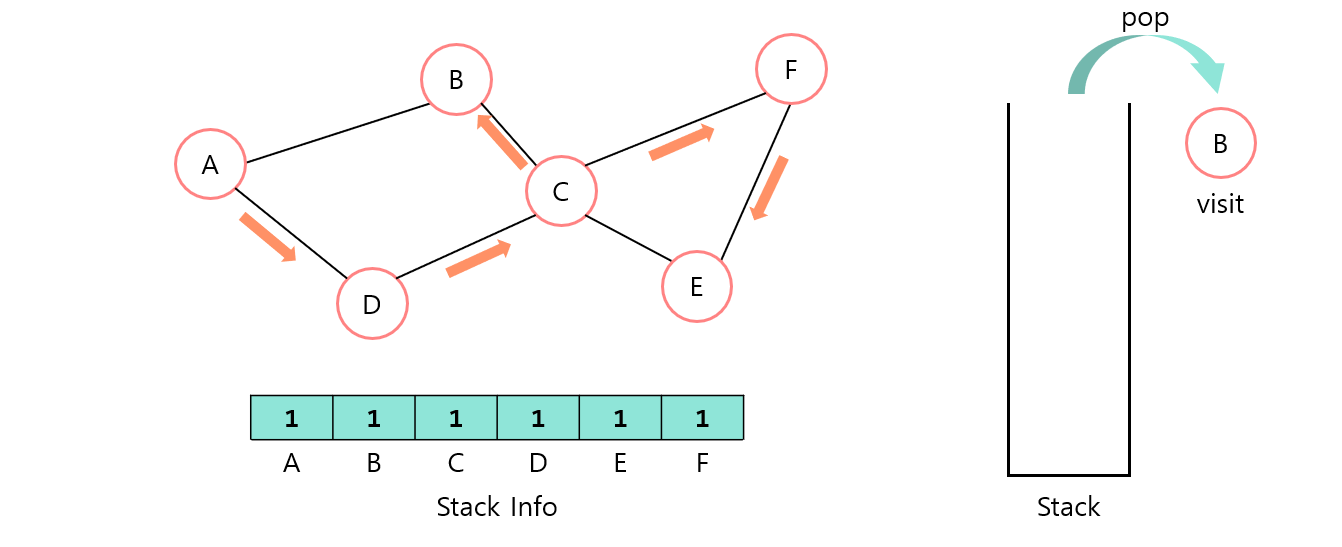 pop
B
F
A
B
C
visit
E
D
1 1 1 1 1 1
A B C D E F
Stack Info
Stack